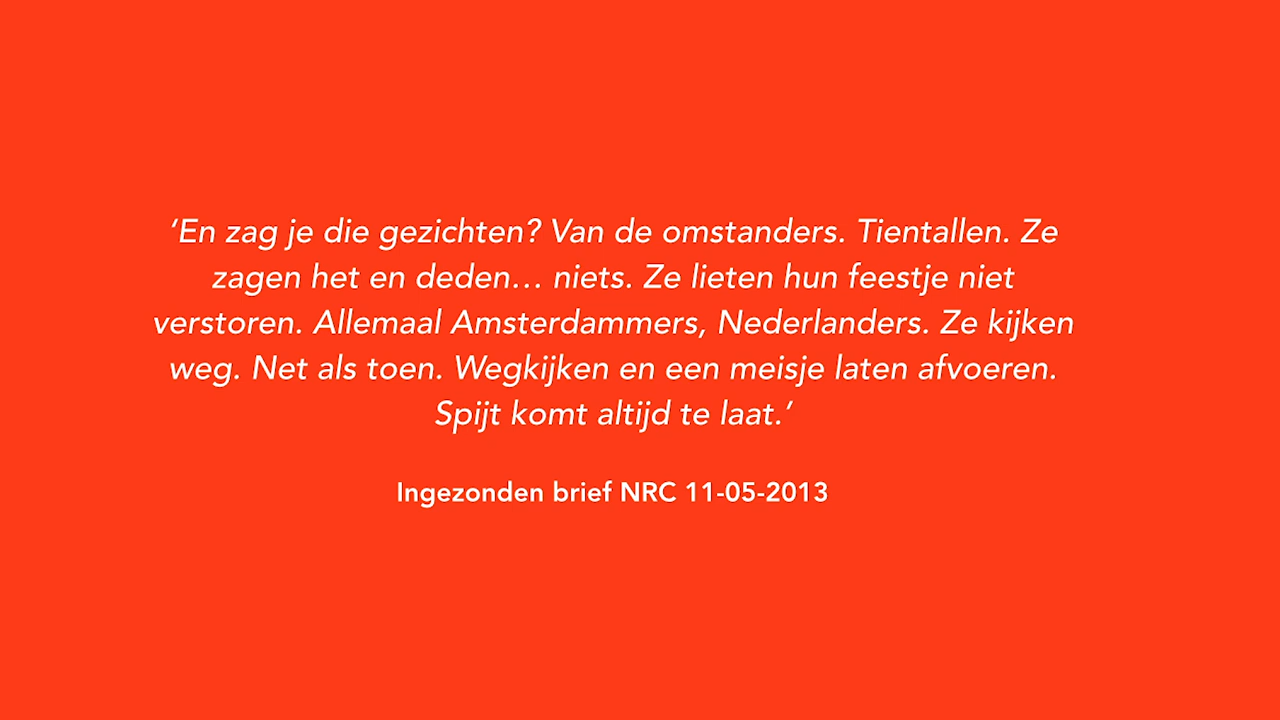 ‘En zag je die gezichten? Van de omstanders. Tientallen. Ze
zagen het en deden… niets. Ze lieten hun feestje niet
verstoren. Allemaal Amsterdammers, Nederlanders. Ze kijken
weg. Net als toen. Wegkijken en een meisje laten afvoeren.
Spijt komt altijd te laat.’
Ingezonden brief NRC 11-05-2013